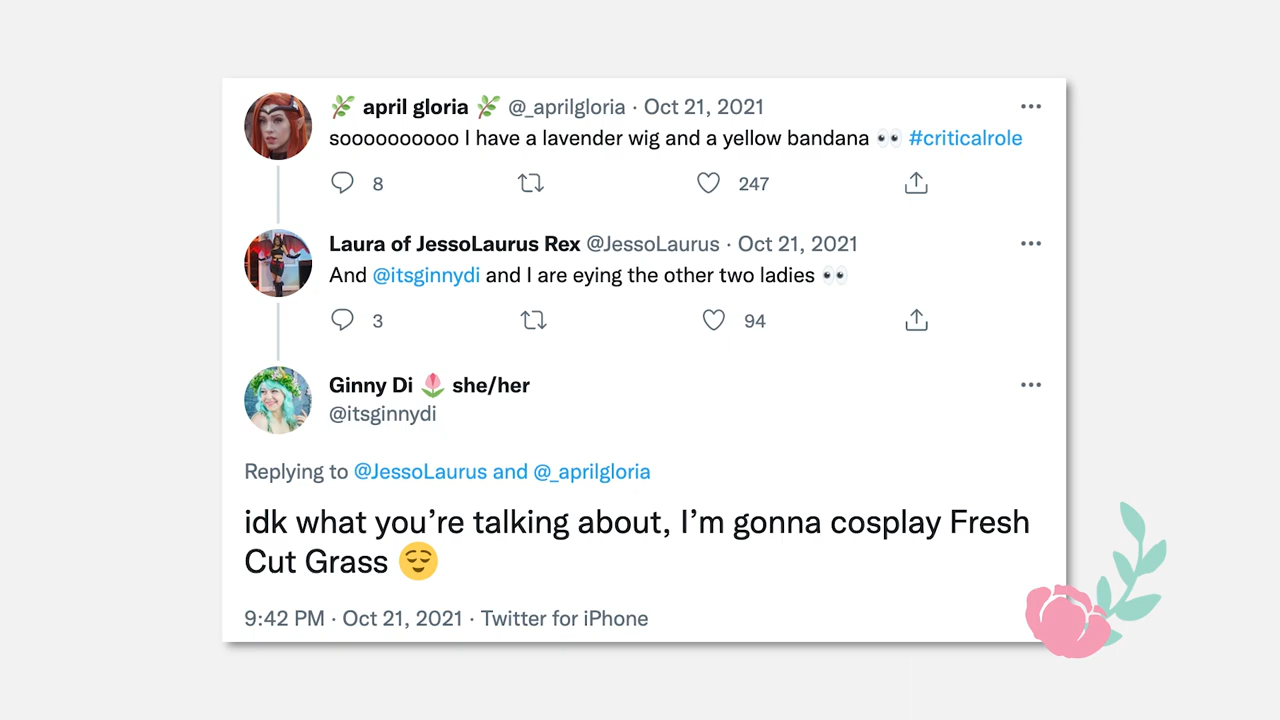 🌿 april gloria 🌿 @_aprilgloria · Oct 21, 2021
soooooooooo I have a lavender wig and a yellow bandana 👀 #criticalrole
8 247
Laura of JessoLaurus Rex @JessoLaurus · Oct 21, 2021
And @itsginnydi and I are eying the other two ladies 👀
3 94
Ginny Di 🌷 she/her
@itsginnydi
Replying to @JessoLaurus and @_aprilgloria
idk what you’re talking about, I’m gonna cosplay Fresh
Cut Grass 😌
9:42 PM · Oct 21, 2021 · Twitter for iPhone